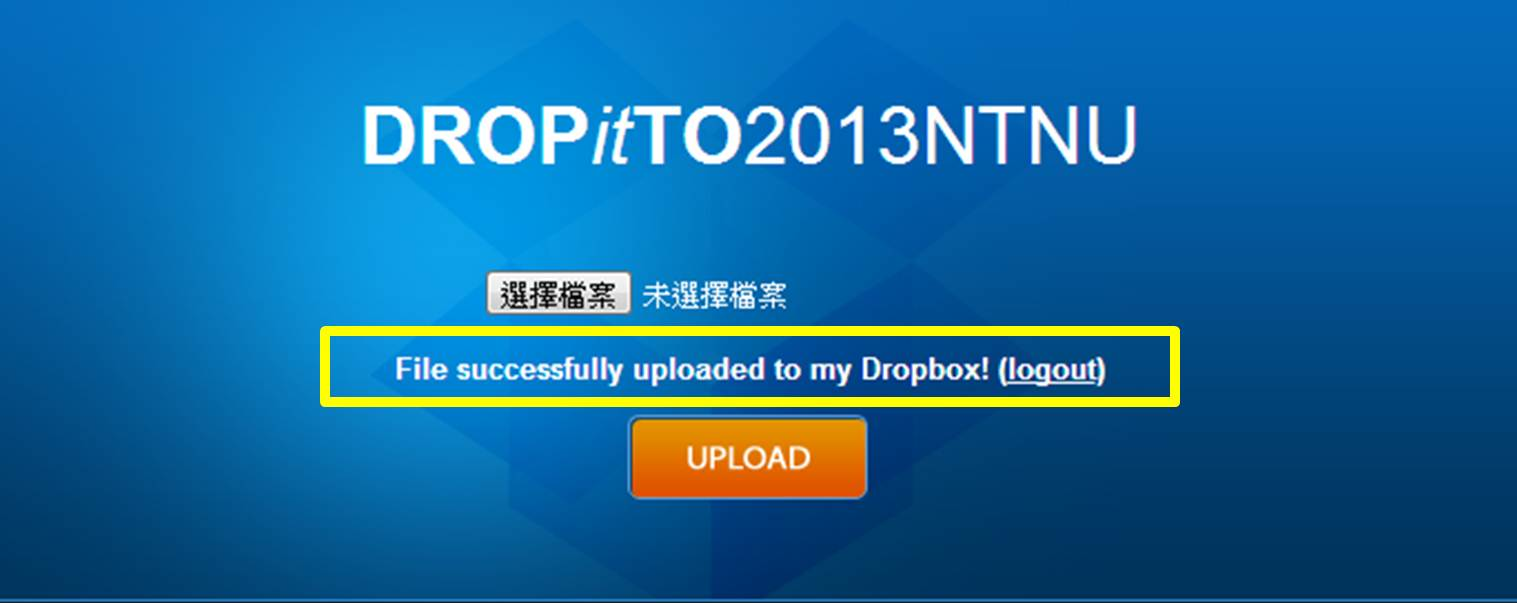 DROPitTO2013NTNU
選擇檔案 未選擇檔案
File successfully uploaded to my Dropbox! (logout)
UPLOAD